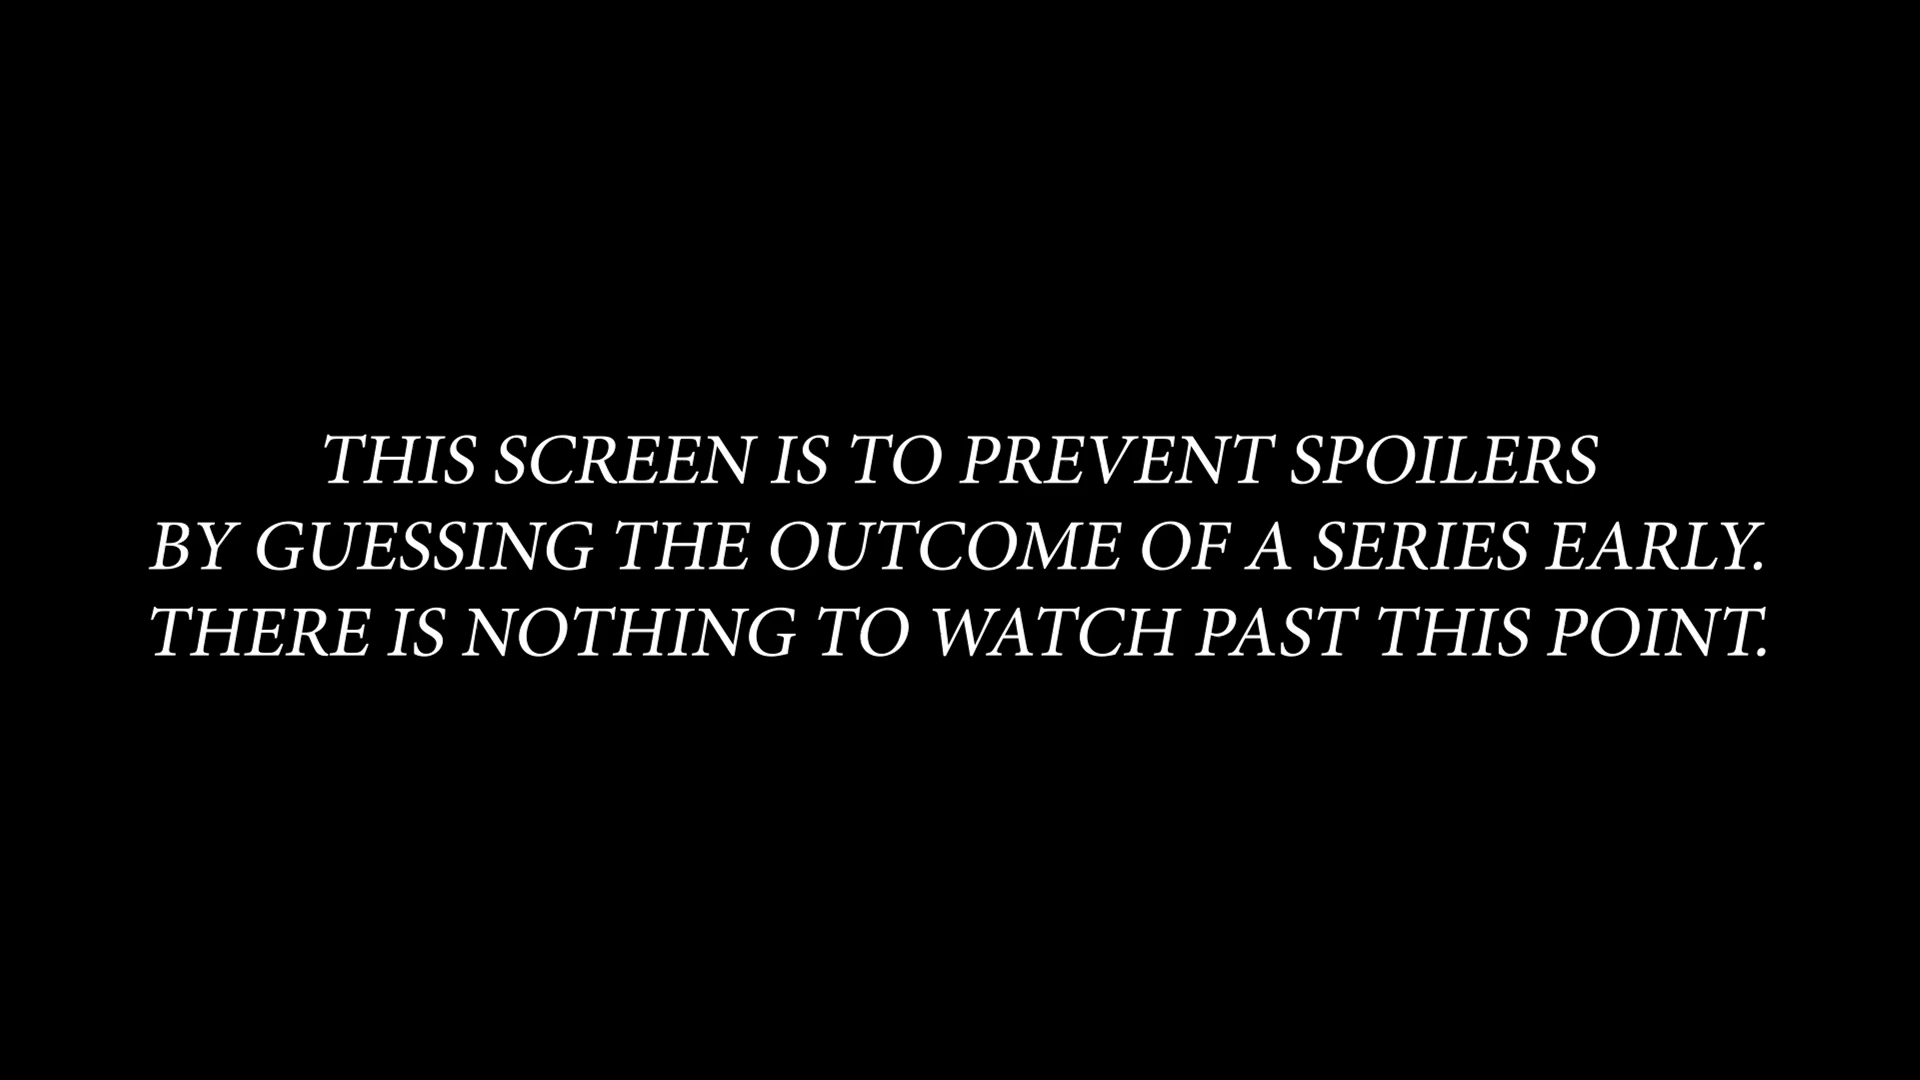 THIS SCREEN IS TO PREVENT SPOILERS
BY GUESSING THE OUTCOME OF A SERIES EARLY.
THERE IS NOTHING TO WATCH PAST THIS POINT.